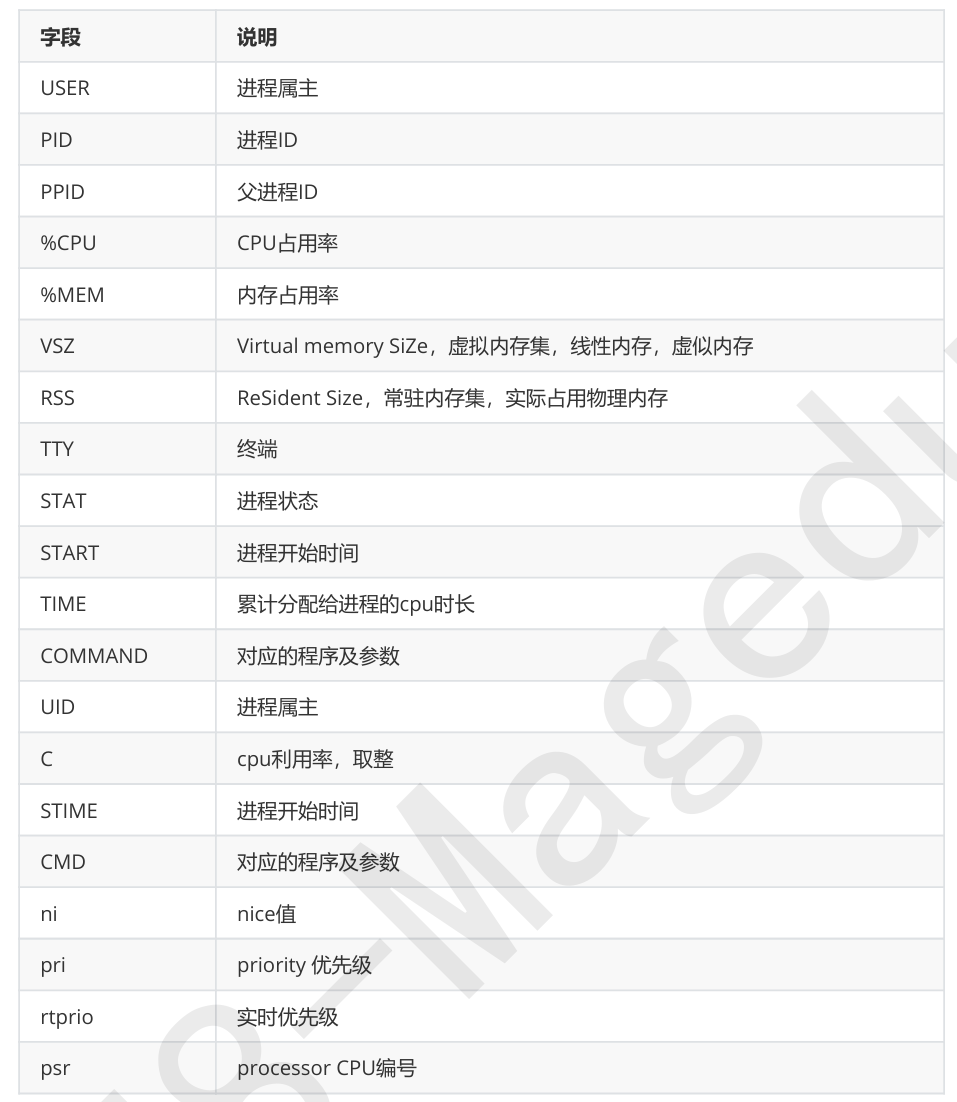 字段 说明
USER 进程属主
PID 进程ID
PPID 父进程ID
%CPU CPU占用率
%MEM 内存占用率
VSZ Virtual memory SiZe，虚拟内存集，线性内存，虚似内存
RSS ReSident Size，常驻内存集，实际占用物理内存
TTY 终端
STAT 进程状态
START 进程开始时间
TIME 累计分配给进程的cpu时长
COMMAND 对应的程序及参数
UID 进程属主
C cpu利用率，取整
STIME 进程开始时间
CMD 对应的程序及参数
ni nice值
pri priority 优先级
rtprio 实时优先级
psr processor CPU编号